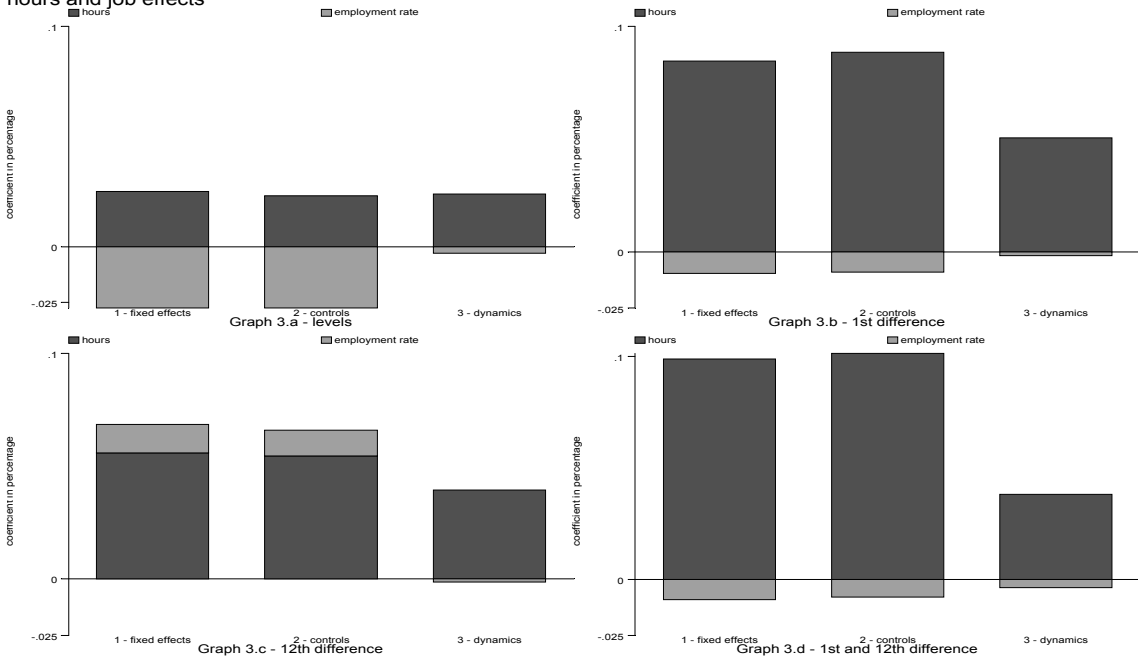 hours and job effects
hours employment rate
.1
0
-.025
coefficient in percentage
1 - fixed effects 2 - controls 3 - dynamics
Graph 3.a - levels
hours employment rate
.1
0
-.025
coefficient in percentage
1 - fixed effects 2 - controls 3 - dynamics
Graph 3.b - 1st difference
hours employment rate
.1
0
-.025
coefficient in percentage
1 - fixed effects 2 - controls 3 - dynamics
Graph 3.c - 12th difference
hours employment rate
.1
0
-.025
coefficient in percentage
1 - fixed effects 2 - controls 3 - dynamics
Graph 3.d - 1st and 12th difference